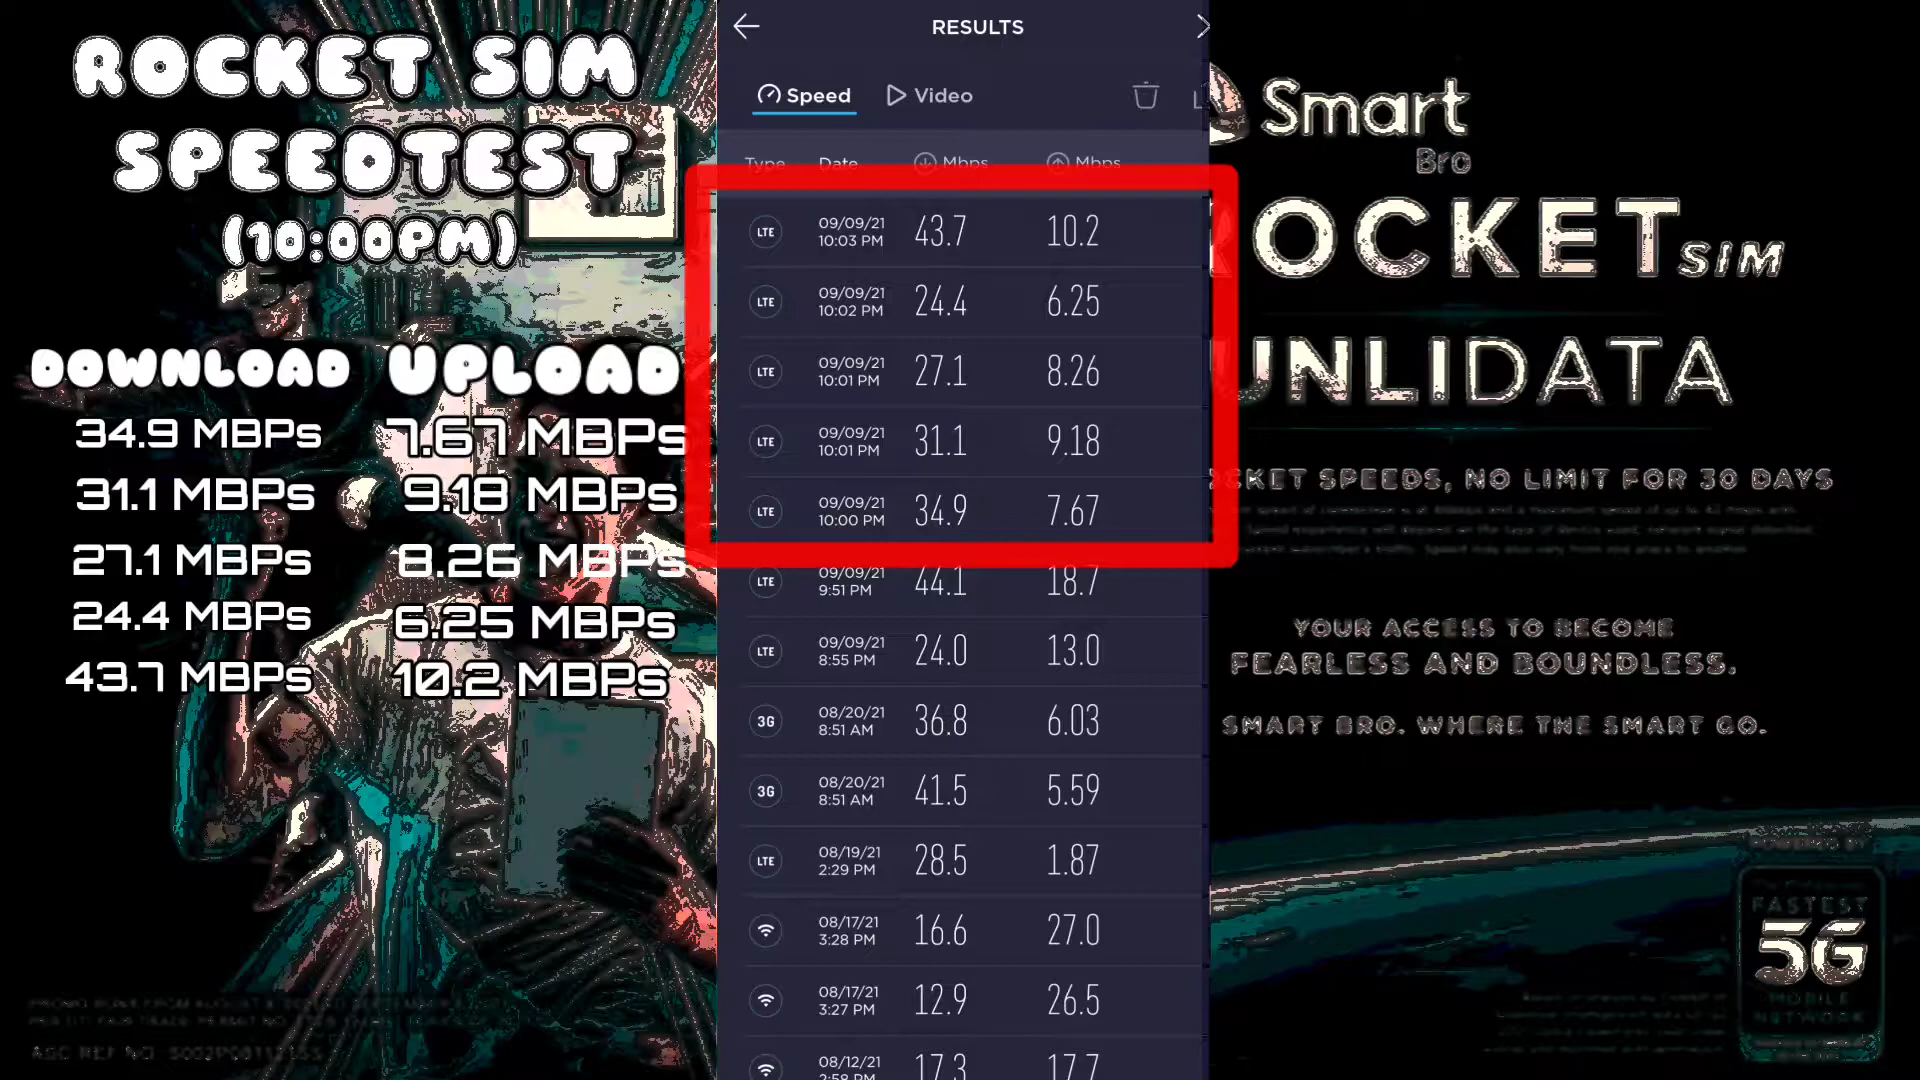 ROCKET SIM
SPEEDTEST
(10:00PM)
DOWNLOAD UPLOAD
34.9 MBPs 7.67 MBPs
31.1 MBPs 9.18 MBPs
27.1 MBPs 8.26 MBPs
24.4 MBPs 6.25 MBPs
43.7 MBPs 10.2 MBPs
RESULTS
Speed Video
Type Date Mbps Mbps
LTE 09/09/21 10:03 PM 43.7 10.2
LTE 09/09/21 10:02 PM 24.4 6.25
LTE 09/09/21 10:01 PM 27.1 8.26
LTE 09/09/21 10:01 PM 31.1 9.18
LTE 09/09/21 10:00 PM 34.9 7.67
LTE 09/09/21 9:51 PM 44.1 18.7
LTE 09/09/21 8:55 PM 24.0 13.0
3G 08/20/21 8:51 AM 36.8 6.03
3G 08/20/21 8:51 AM 41.5 5.59
LTE 08/19/21 2:29 PM 28.5 1.87
08/17/21 3:28 PM 16.6 27.0
08/17/21 3:27 PM 12.9 26.5
08/12/21 2:58 PM 17.3 17.7
Smart
Bro
OCKET SIM
UNLIDATA
CKET SPEEDS, NO LIMIT FOR 30 DAYS
YOUR ACCESS TO BECOME
FEARLESS AND BOUNDLESS.
SMART BRO. WHERE THE SMART GO.
FASTEST
5G
MOBILE
NETWORK